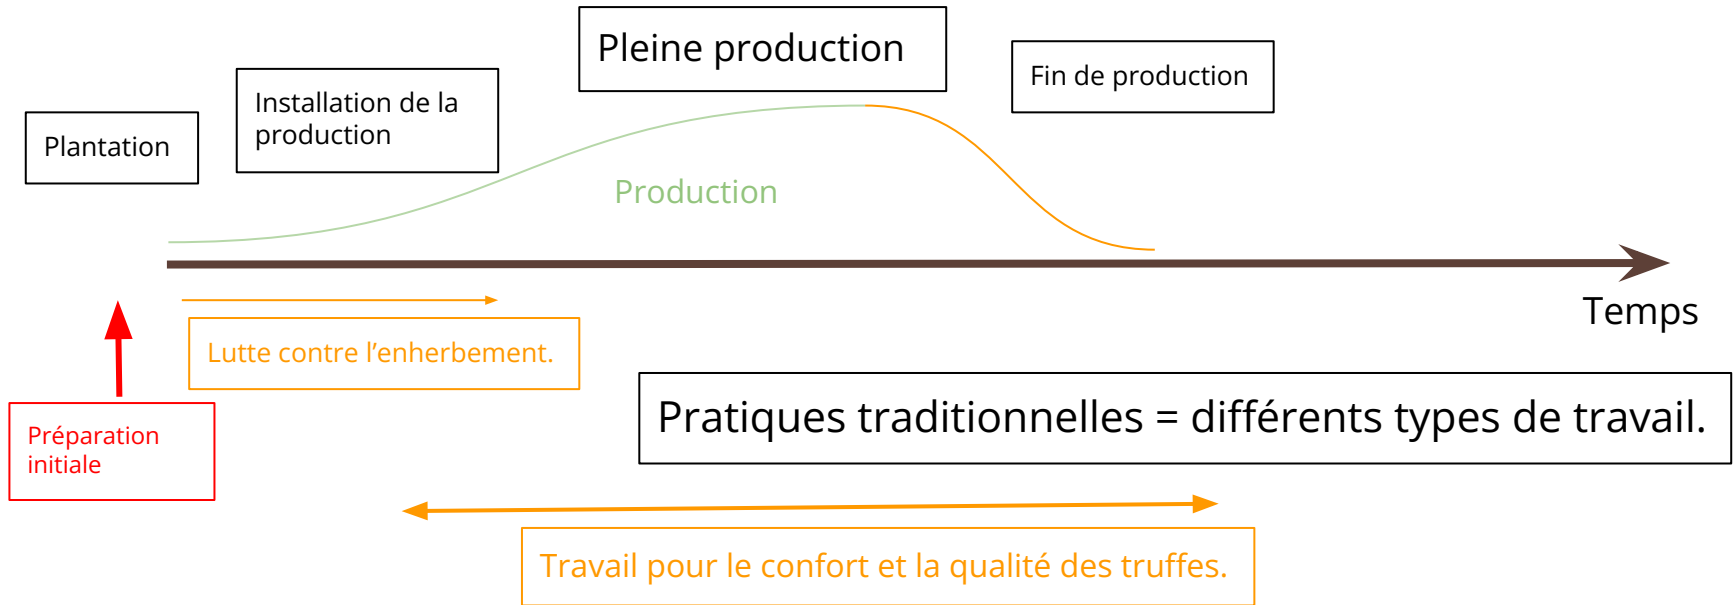 Pleine production
Fin de production
Installation de la
production
Plantation
Production
Temps
Lutte contre l’enherbement.
Pratiques traditionnelles = différents types de travail.
Préparation
initiale
Travail pour le confort et la qualité des truffes.